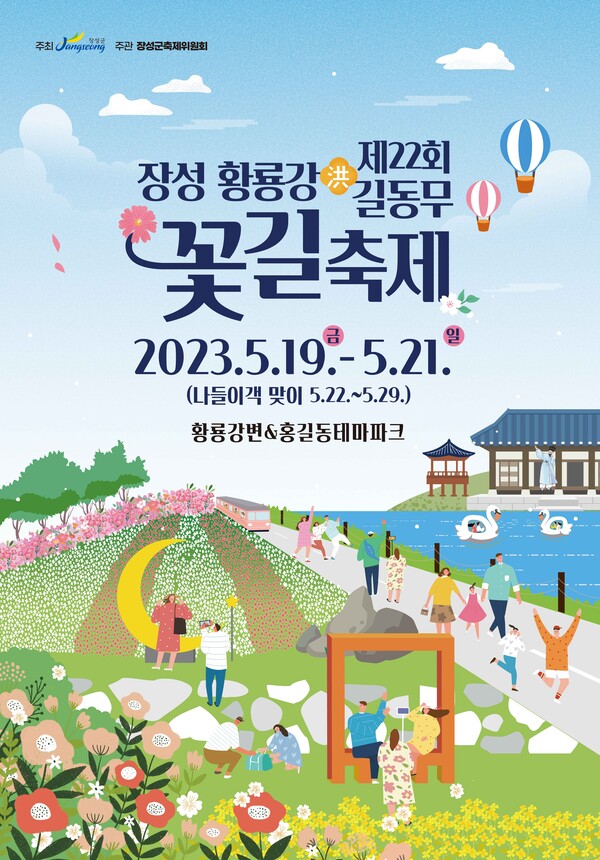 주최 장성군 Jangseong 주관 장성군축제위원회
제22회
장성 황룡강 洪길동무
꽃길축제
2023.5.19.금 - 5.21.일
(나들이객 맞이 5.22.~5.29.)
황룡강변&홍길동테마파크